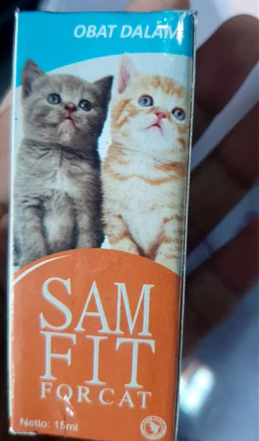 OBAT DALAM
SAM
FIT
FOR CAT
Netto: 15ml